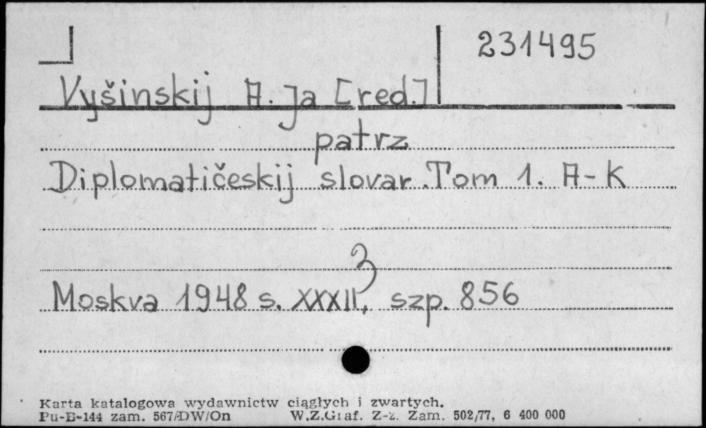 231495
Vyšinskij A. Ja [red.]
patrz
Diplomatičeskij slovar. Tom 1. A-K
3
Moskva 1948 s. XXXII, szp. 856
Karta katalogowa wydawnictw ciągłych i zwartych.
Pu-B-144 zam. 567/DW/On W.Z.Graf. Z-z. Zam. 502/77, 6 400 000